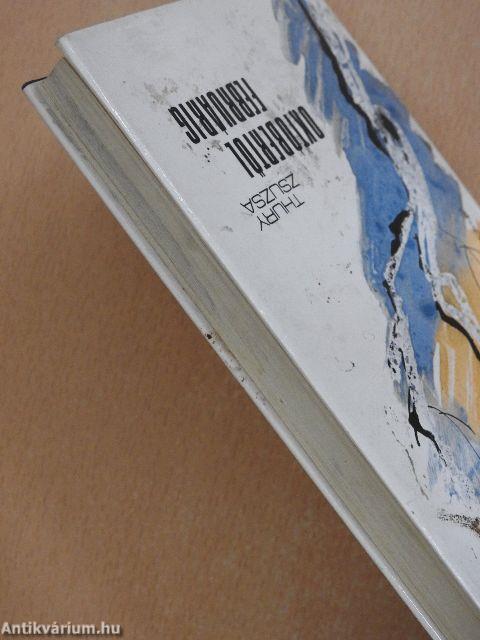 THURY
ZSUZSA
OKTÓBERTŐL
FEBRUÁRIG
Antikvárium.hu